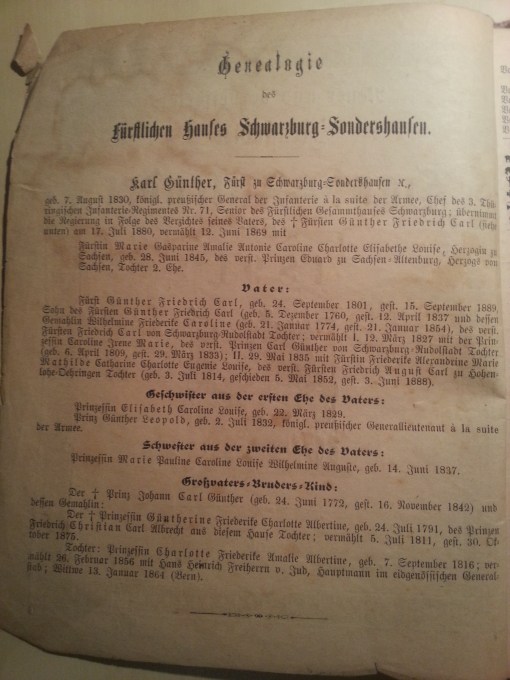 Genealogie
des
Fürstlichen Hauses Schwarzburg-Sondershausen.
Karl Günther, Fürst zu Schwarzburg-Sondershausen ꝛc.,
geb. 7. August 1830, königl. preußischer General der Infanterie à la suite der Armee, Chef des 3. Thü-
ringischen Infanterie-Regimentes Nr. 71, Senior des Fürstlichen Gesammthauses Schwarzburg; übernimmt
die Regierung in Folge des Verzichtes seines Vaters, des † Fürsten Günther Friedrich Carl (siehe
unten) am 17. Juli 1880, vermählt 12. Juni 1869 mit
Fürstin Marie Gasparine Amalie Antonie Caroline Charlotte Elisabethe Louise, Herzogin zu
Sachsen, geb. 28. Juni 1845, des verst. Prinzen Eduard zu Sachsen-Altenburg, Herzogs von
Sachsen, Tochter 2. Ehe.
Vater:
Fürst Günther Friedrich Carl, geb. 24. September 1801, gest. 15. September 1889,
Sohn des Fürsten Günther Friedrich Carl (geb. 5. Dezember 1760, gest. 12. April 1837 und dessen
Gemahlin Wilhelmine Friederike Caroline (geb. 21. Januar 1774, gest. 21. Januar 1854), des verst.
Fürsten Friedrich Carl von Schwarzburg-Rudolstadt Tochter; vermählt I. 12. März 1827 mit der Prin-
zessin Caroline Irene Marie, des verst. Prinzen Carl Günther von Schwarzburg-Rudolstadt Tochter
(geb. 6. April 1809, gest. 29. März 1833); II. 29. Mai 1835 mit Fürstin Friederike Alexandrine Marie
Mathilde Catharine Charlotte Eugenie Louise, des verst. Fürsten Friedrich August Carl zu Hohen-
lohe-Oehringen Tochter (geb. 3. Juli 1814, geschieden 5. Mai 1852, gest. 3. Juni 1888).
Geschwister aus der ersten Ehe des Vaters:
Prinzessin Elisabeth Caroline Louise, geb. 22. März 1829.
Prinz Günther Leopold, geb. 2. Juli 1832, königl. preußischer Generallieutenant à la suite
der Armee.
Schwester aus der zweiten Ehe des Vaters:
Prinzessin Marie Pauline Caroline Louise Wilhelmine Auguste, geb. 14. Juni 1837.
Großvaters-Bruders-Kind:
Der † Prinz Johann Carl Günther (geb. 24. Juni 1772, gest. 16. November 1842) und
dessen Gemahlin:
Der † Prinzessin Güntherine Friederike Charlotte Albertine, geb. 24. Juli 1791, des Prinzen
Friedrich Christian Carl Albrecht aus diesem Hause Tochter; vermählt 5. Juli 1811, gest. 30. Ok-
tober 1875.
Tochter: Prinzessin Charlotte Friederike Amalie Albertine, geb. 7. September 1816; ver-
mählt 26. Februar 1856 mit Hans Heinrich Freiherrn v. Jud, Hauptmann im eidgenössischen General-
stab; Wittwe 13. Januar 1864 (Bern).